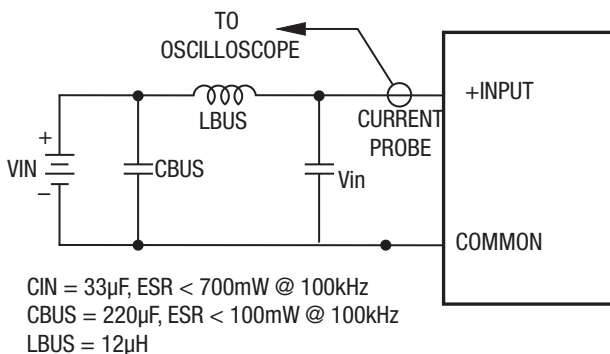 TO
OSCILLOSCOPE
+INPUT
LBUS
CURRENT
PROBE
+
VIN
−
CBUS
Vin
COMMON
CIN = 33µF, ESR < 700mW @ 100kHz
CBUS = 220µF, ESR < 100mW @ 100kHz
LBUS = 12µH